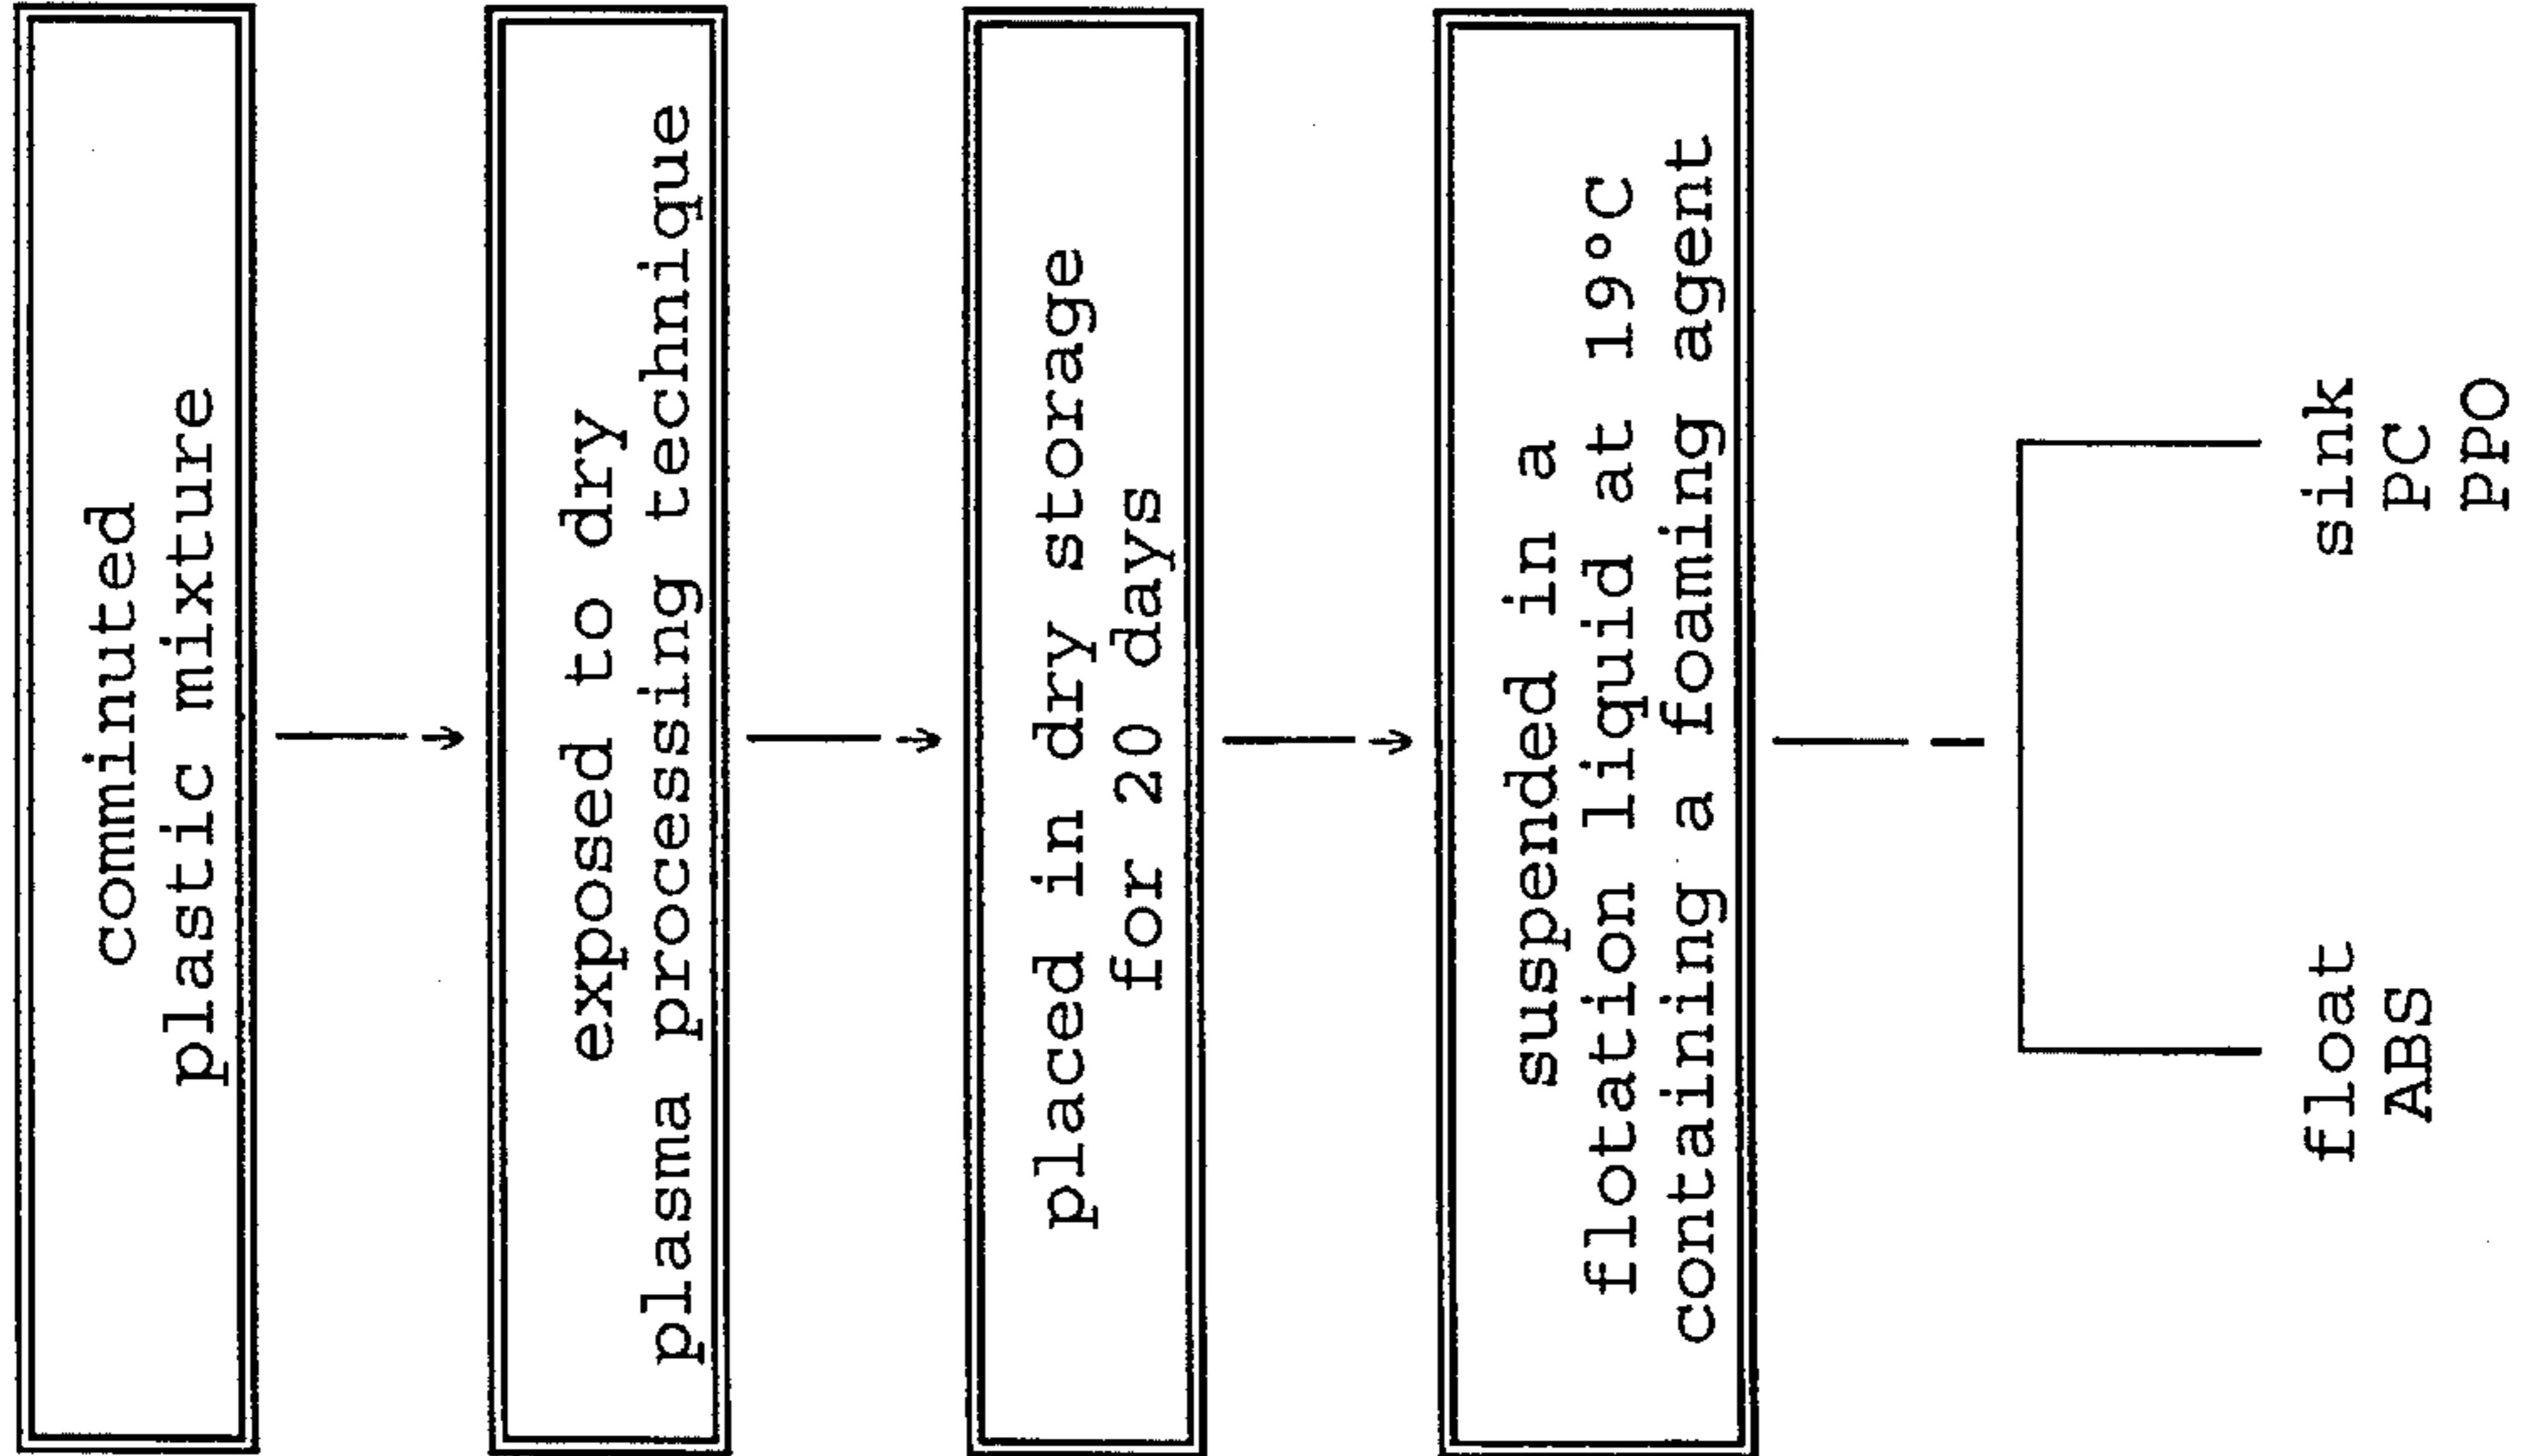 comminuted
plastic mixture
exposed to dry
plasma processing technique
placed in dry storage
for 20 days
suspended in a
flotation liquid at 19°C
containing a foaming agent
float
ABS
sink
PC
PPO